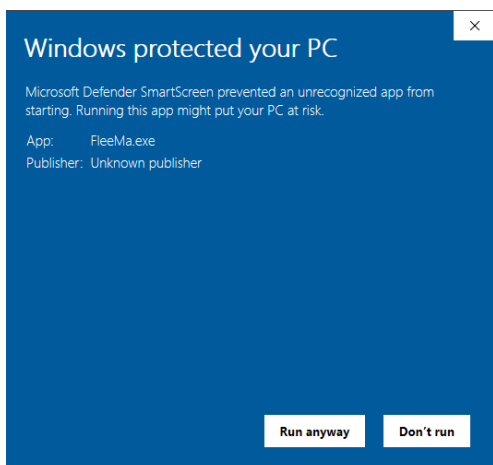 Windows protected your PC
Microsoft Defender SmartScreen prevented an unrecognized app from
starting. Running this app might put your PC at risk.
App: FleeMa.exe
Publisher: Unknown publisher
Run anyway Don’t run